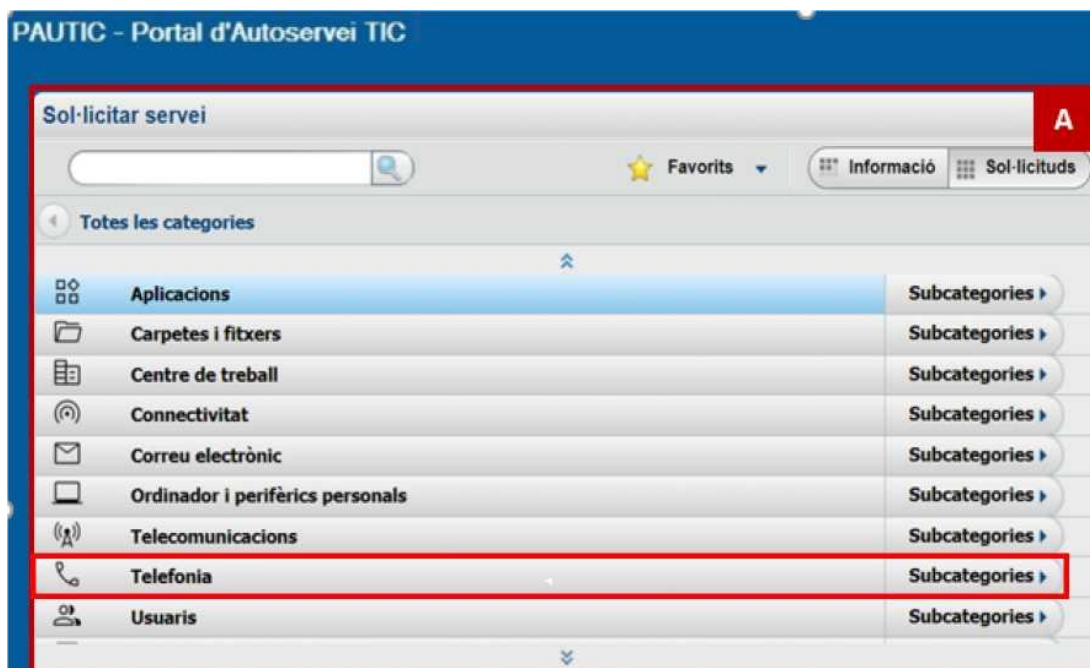 PAUTIC - Portal d'Autoservei TIC
Sol·licitar servei
A
Favorits
Informació
Sol·licituds
Totes les categories
Aplicacions Subcategories
Carpetes i fitxers Subcategories
Centre de treball Subcategories
Connectivitat Subcategories
Correu electrònic Subcategories
Ordinador i perifèrics personals Subcategories
Telecomunicacions Subcategories
Telefonia Subcategories
Usuaris Subcategories